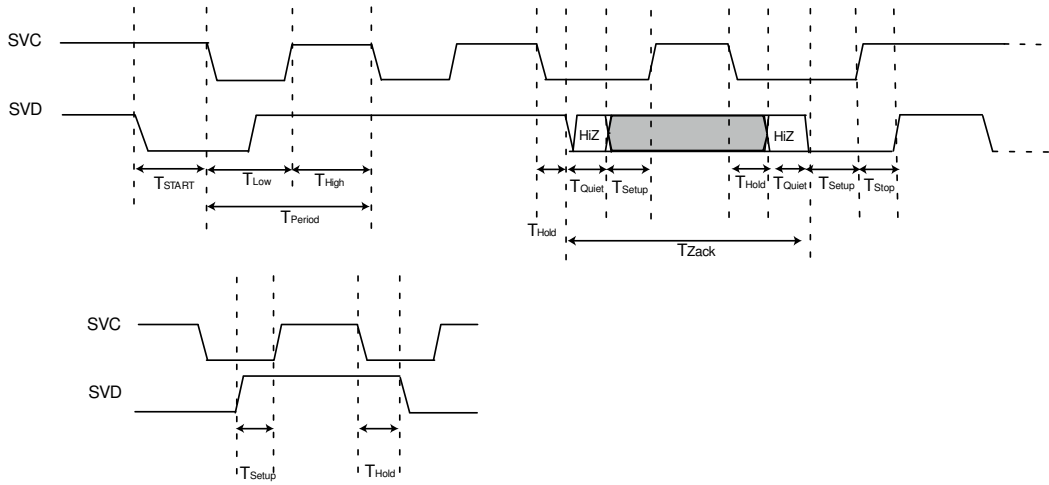 SVC
SVD
HiZ
HiZ
TSTART
TLow
THigh
TQuiet
TSetup
THold
TQuiet
TSetup
TStop
TPeriod
THold
TZack
SVC
SVD
TSetup
THold